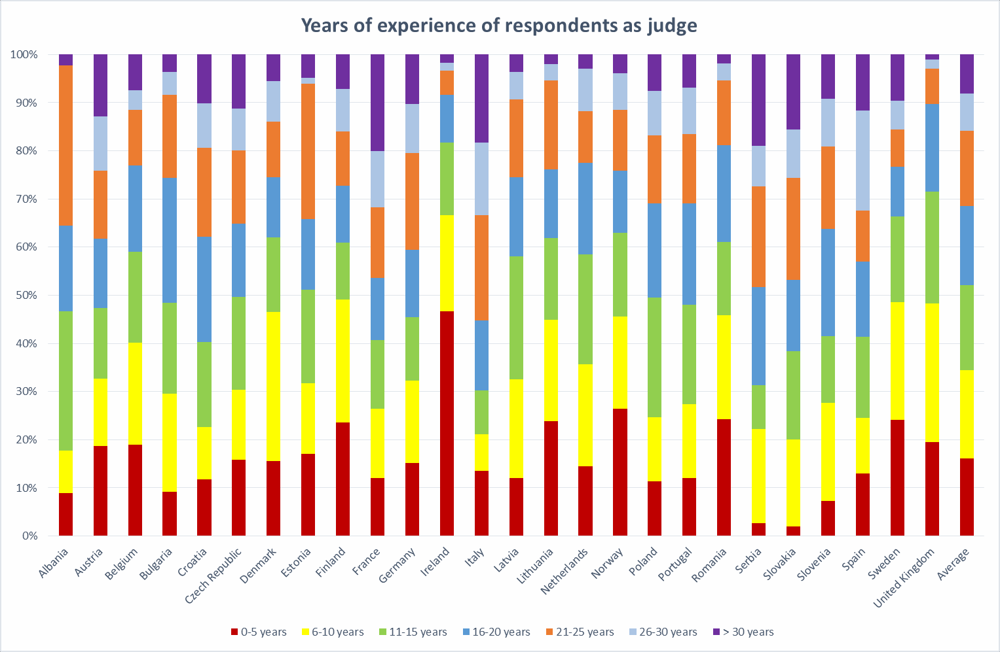 Years of experience of respondents as judge
100%
90%
80%
70%
60%
50%
40%
30%
20%
10%
0%
Albania
Austria
Belgium
Bulgaria
Croatia
Czech Republic
Denmark
Estonia
Finland
France
Germany
Ireland
Italy
Latvia
Lithuania
Netherlands
Norway
Poland
Portugal
Romania
Serbia
Slovakia
Slovenia
Spain
Sweden
United Kingdom
Average
0-5 years 6-10 years 11-15 years 16-20 years 21-25 years 26-30 years > 30 years